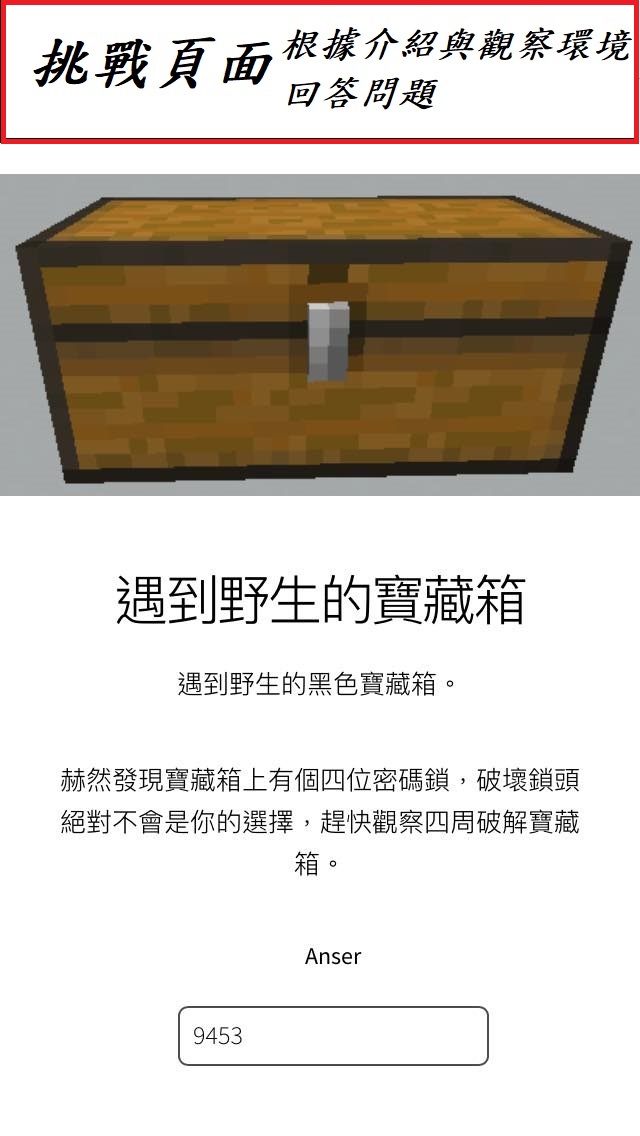 挑戰頁面
根據介紹與觀察環境
回答問題
遇到野生的寶藏箱
遇到野生的黑色寶藏箱。
赫然發現寶藏箱上有個四位密碼鎖，破壞鎖頭
絕對不會是你的選擇，趕快觀察四周破解寶藏
箱。
Anser
9453